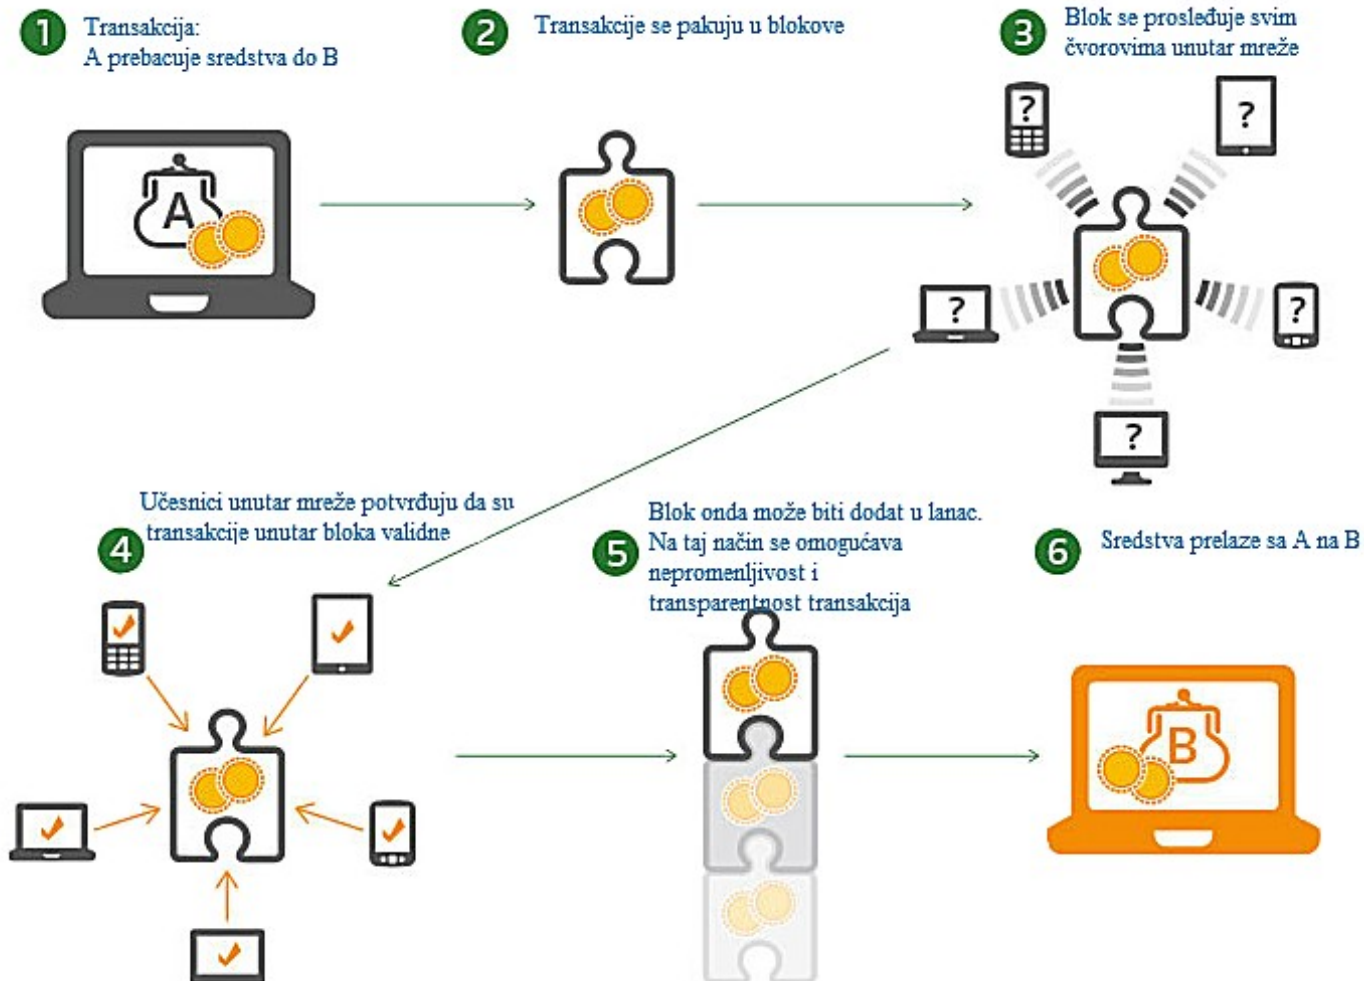 1
Transakcija:
A prebacuje sredstva do B
2
Transakcije se pakuju u blokove
3
Blok se prosleđuje svim
čvorovima unutar mreže
A
?
?
?
?
?
4
Učesnici unutar mreže potvrđuju da su
transakcije unutar bloka validne
5
Blok onda može biti dodat u lanac.
Na taj način se omogućava
nepromenljivost i
transparentnost transakcija
6
Sredstva prelaze sa A na B
B